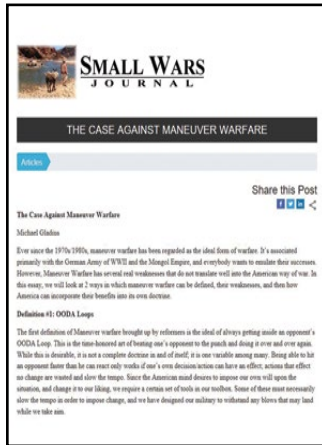 SMALL WARS
JOURNAL
THE CASE AGAINST MANEUVER WARFARE
Articles
Share this Post
The Case Against Maneuver Warfare
Michael Gladius
Ever since the 1970s/1980s, maneuver warfare has been regarded as the ideal form of warfare. It's associated
primarily with the German Army of WWII and the Mongol Empire, and everybody wants to emulate their successes.
However, Maneuver Warfare has several real weaknesses that do not translate well into the American way of war. In
this essay, we will look at 2 ways in which maneuver warfare can be defined, their weaknesses, and then how
America can incorporate their benefits into its own doctrine.
Definition #1: OODA Loops
The first definition of Maneuver warfare brought up by reformers is the ideal of always getting inside an opponent's
OODA Loop. This is the time-honored art of beating one's opponent to the punch and doing it over and over again.
While this is desirable, it is not a complete doctrine in and of itself; it is one variable among many. Being able to hit
an opponent faster than he can react only works if one's own decision/action can have an effect; actions that effect
no change are wasted and slow the tempo. Since the American mind desires to impose our own will upon the
situation, and change it to our liking, we require a certain set of tools in our toolbox. Some of these must necessarily
slow the tempo in order to impose change, and we have designed our military to withstand any blows that may land
while we take aim.